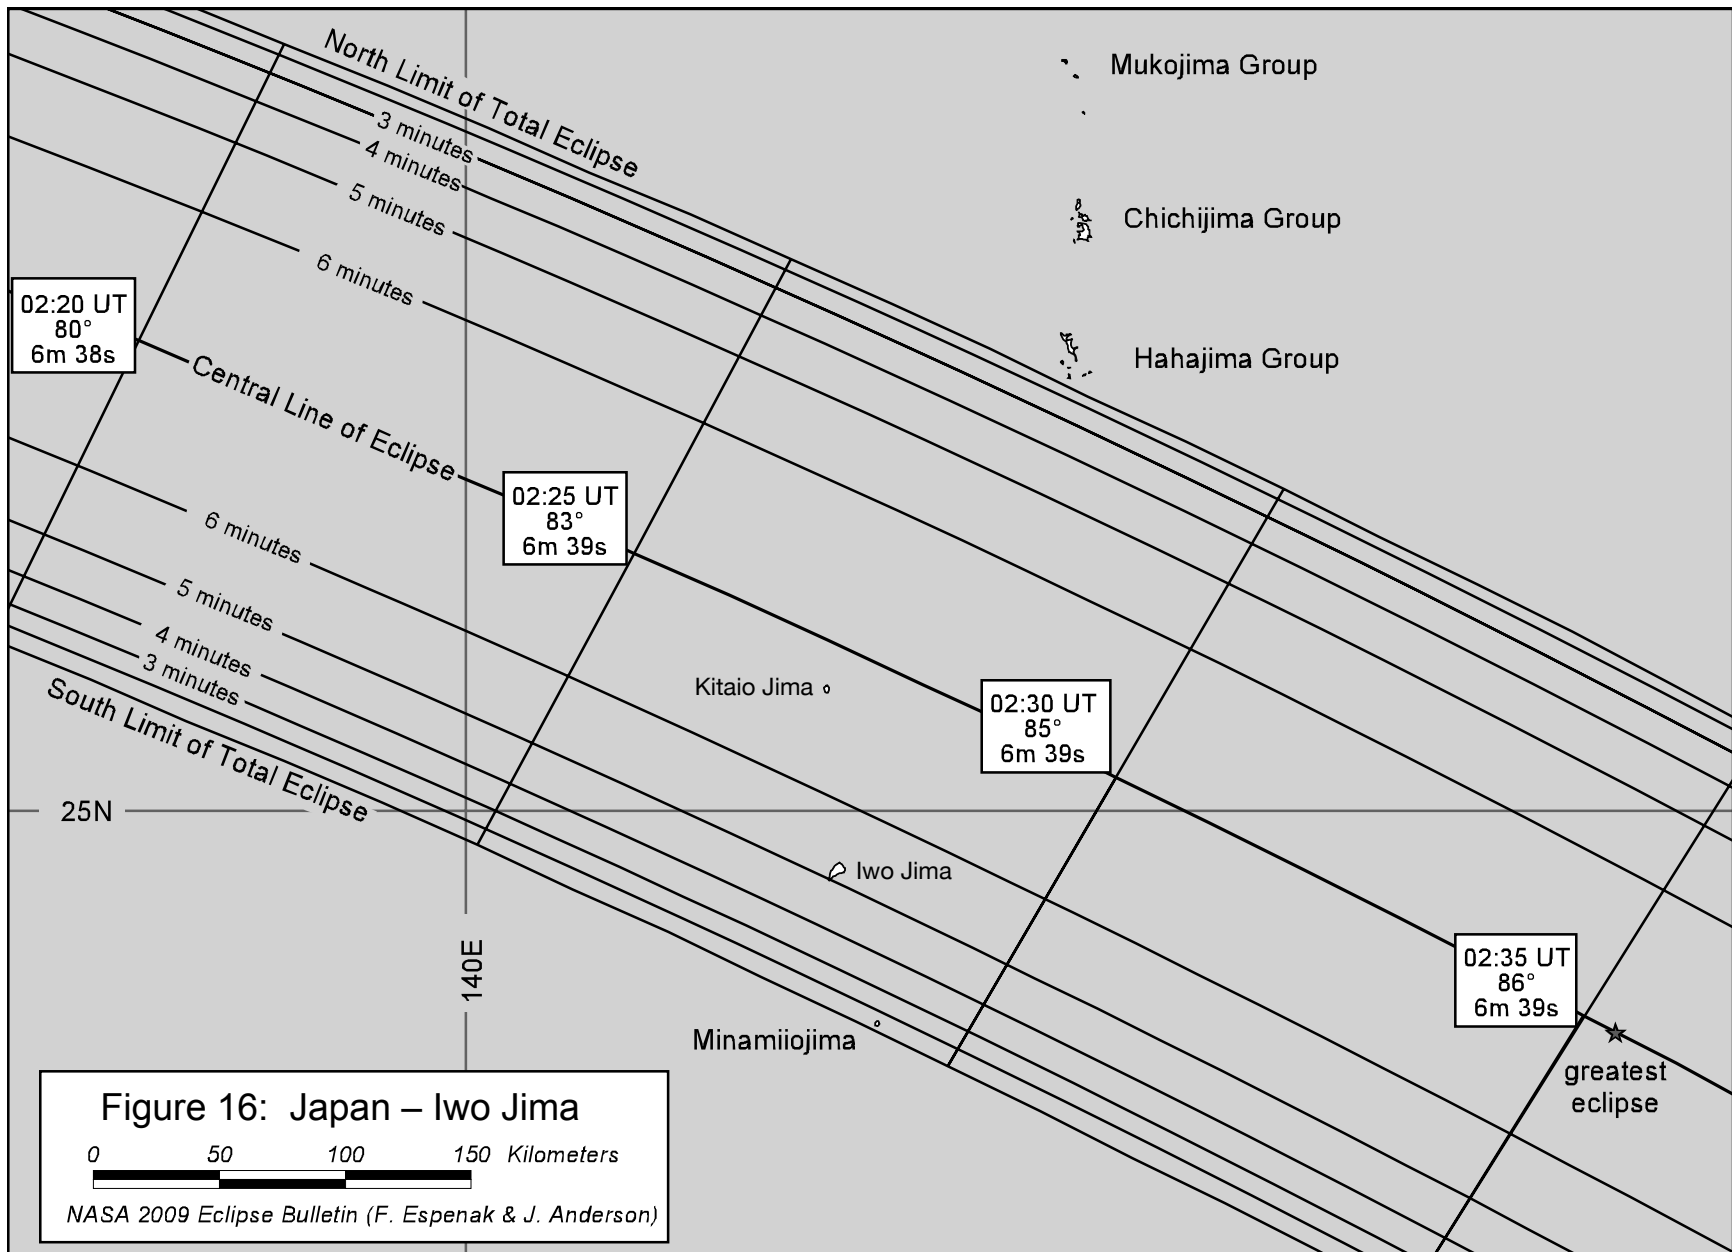 North Limit of Total Eclipse
Mukojima Group
3 minutes
4 minutes
5 minutes
6 minutes
Chichijima Group
02:20 UT
80°
6m 38s
Hahajima Group
Central Line of Eclipse
02:25 UT
83°
6m 39s
6 minutes
5 minutes
4 minutes
3 minutes
South Limit of Total Eclipse
Kitaio Jima
02:30 UT
85°
6m 39s
25N
Iwo Jima
140E
02:35 UT
86°
6m 39s
Minamiiojima
greatest
eclipse
Figure 16: Japan – Iwo Jima
0 50 100 150 Kilometers
NASA 2009 Eclipse Bulletin (F. Espenak & J. Anderson)